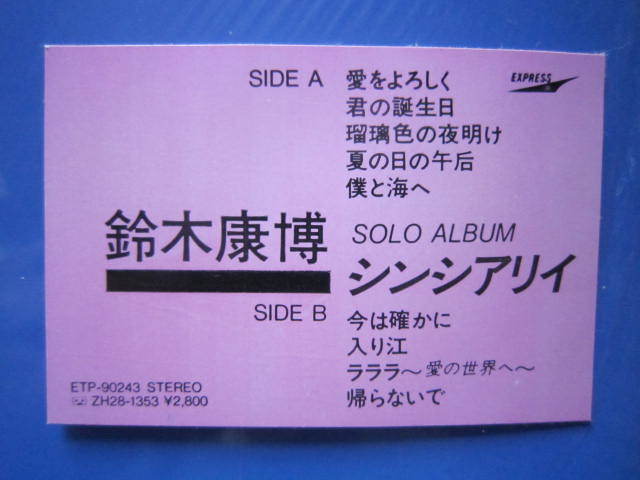 SIDE A
愛をよろしく
君の誕生日
瑠璃色の夜明け
夏の日の午后
僕と海へ
EXPRESS
鈴木康博
SOLO ALBUM
シンシアリイ
SIDE B
今は確かに
入り江
ラララ〜愛の世界へ〜
帰らないで
ETP-90243 STEREO
ZH28-1353 ¥2,800